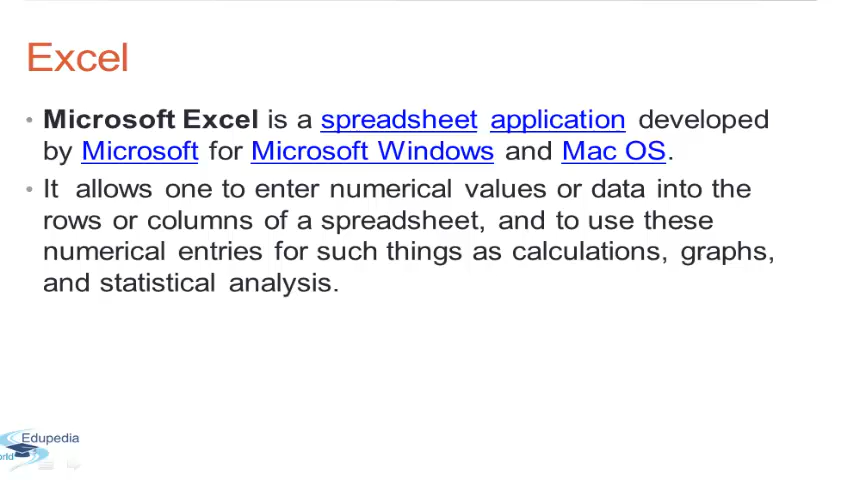 Excel
• Microsoft Excel is a spreadsheet application developed
by Microsoft for Microsoft Windows and Mac OS.
• It allows one to enter numerical values or data into the
rows or columns of a spreadsheet, and to use these
numerical entries for such things as calculations, graphs,
and statistical analysis.
Edupedia
orld